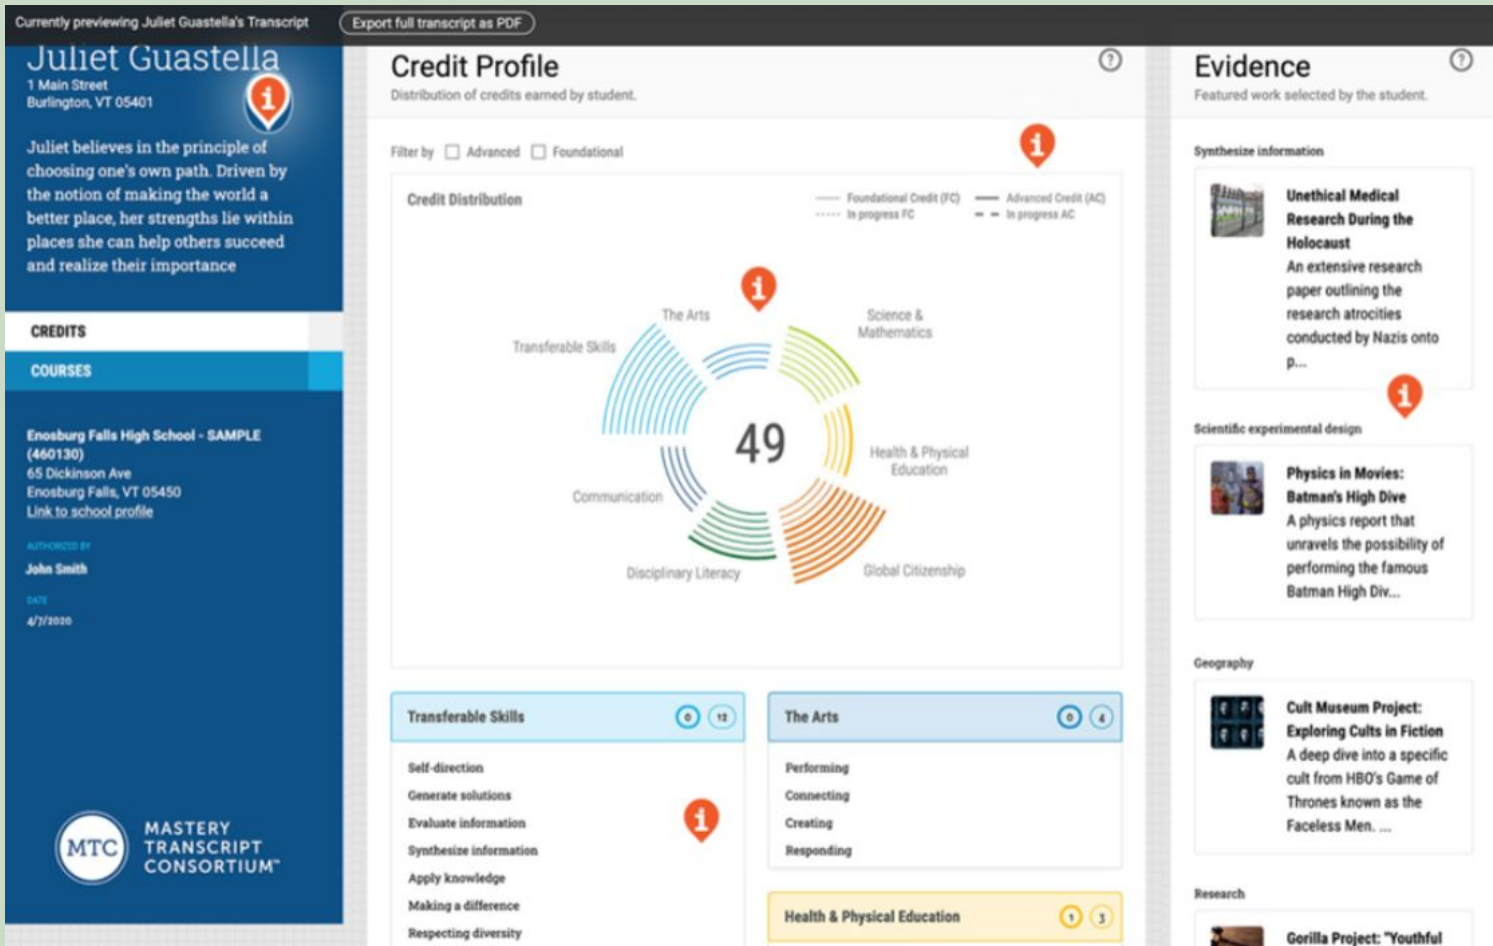 Currently previewing Juliet Guastella's Transcript
Export full transcript as PDF
Juliet Guastella
1 Main Street
Burlington, VT 05401
Juliet believes in the principle of
choosing one's own path. Driven by
the notion of making the world a
better place, her strengths lie within
places she can help others succeed
and realize their importance
CREDITS
COURSES
Enosburg Falls High School - SAMPLE
(460130)
65 Dickinson Ave
Enosburg Falls, VT 05450
Link to school profile
AUTHORIZED BY
John Smith
DATE
4/7/2020
MTC
MASTERY
TRANSCRIPT
CONSORTIUM™
Credit Profile
Distribution of credits earned by student.
Filter by Advanced Foundational
Credit Distribution
Foundational Credit (FC) Advanced Credit (AC)
In progress FC In progress AC
The Arts
Science &
Mathematics
Transferable Skills
49
Health & Physical
Education
Communication
Disciplinary Literacy
Global Citizenship
Transferable Skills 0 12
Self-direction
Generate solutions
Evaluate information
Synthesize information
Apply knowledge
Making a difference
Respecting diversity
The Arts 0 4
Performing
Connecting
Creating
Responding
Health & Physical Education 1 3
Evidence
Featured work selected by the student.
Synthesize information
Unethical Medical
Research During the
Holocaust
An extensive research
paper outlining the
research atrocities
conducted by Nazis onto
p...
Scientific experimental design
Physics in Movies:
Batman's High Dive
A physics report that
unravels the possibility of
performing the famous
Batman High Div...
Geography
Cult Museum Project:
Exploring Cults in Fiction
A deep dive into a specific
cult from HBO's Game of
Thrones known as the
Faceless Men. ...
Research
Gorilla Project: "Youthful